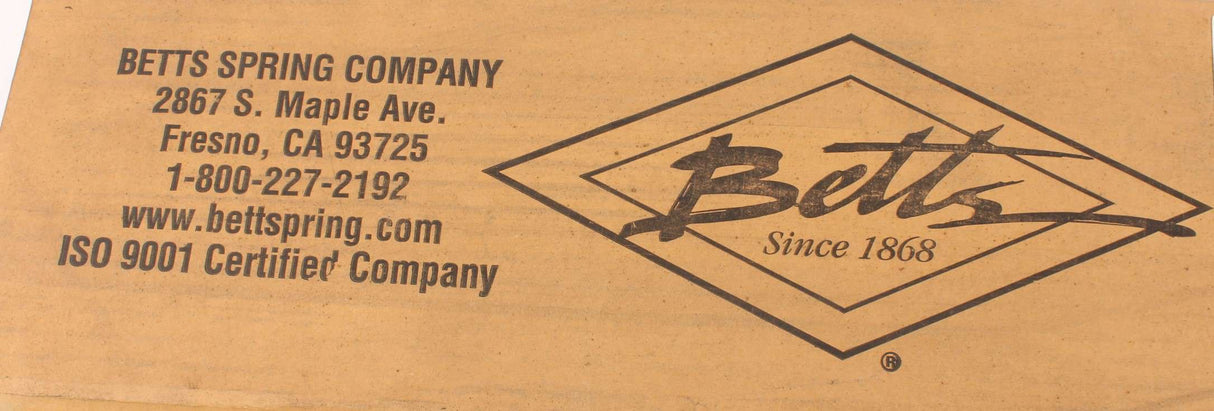 BETTS SPRING COMPANY
2867 S. Maple Ave.
Fresno, CA 93725
1-800-227-2192
www.bettspring.com
ISO 9001 Certified Company
Betts
Since 1868
®